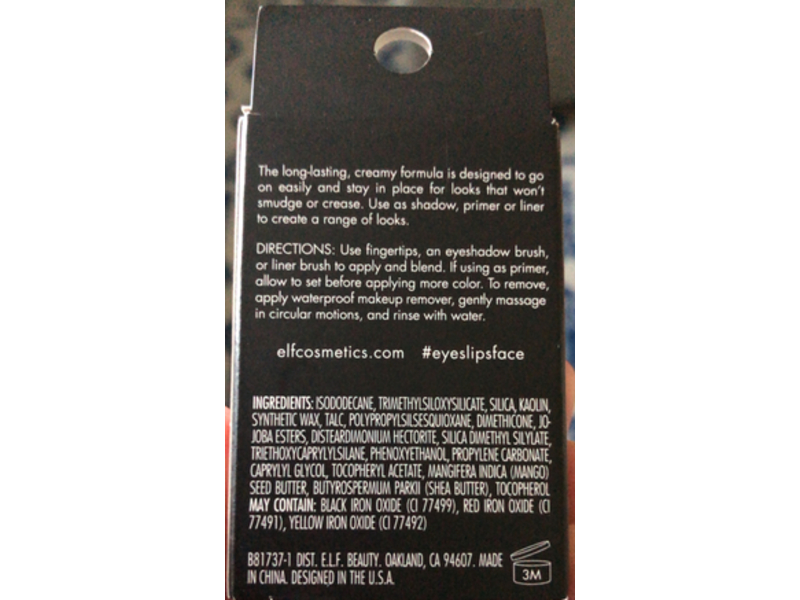 The long-lasting, creamy formula is designed to go
on easily and stay in place for looks that won't
smudge or crease. Use as shadow, primer or liner
to create a range of looks.
DIRECTIONS: Use fingertips, an eyeshadow brush,
or liner brush to apply and blend. If using as primer,
allow to set before applying more color. To remove,
apply waterproof makeup remover, gently massage
in circular motions, and rinse with water.
elfcosmetics.com #eyeslipsface
INGREDIENTS: ISODODECANE, TRIMETHYLSILOXYSILICATE, SILICA, KAOLIN,
SYNTHETIC WAX, TALC, POLYPROPYLSILSESQUIOXANE, DIMETHICONE, JO-
JOBA ESTERS, DISTEARDIMONIUM HECTORITE, SILICA DIMETHYL SILYLATE,
TRIETHOXYCAPRYLYLSILANE, PHENOXYETHANOL, PROPYLENE CARBONATE,
CAPRYLYL GLYCOL, TOCOPHERYL ACETATE, MANGIFERA INDICA (MANGO)
SEED BUTTER, BUTYROSPERMUM PARKII (SHEA BUTTER), TOCOPHEROL
MAY CONTAIN: BLACK IRON OXIDE (CI 77499), RED IRON OXIDE (CI
77491), YELLOW IRON OXIDE (CI 77492)
B81737-1 DIST. E.L.F. BEAUTY. OAKLAND, CA 94607. MADE
IN CHINA. DESIGNED IN THE U.S.A.
3M